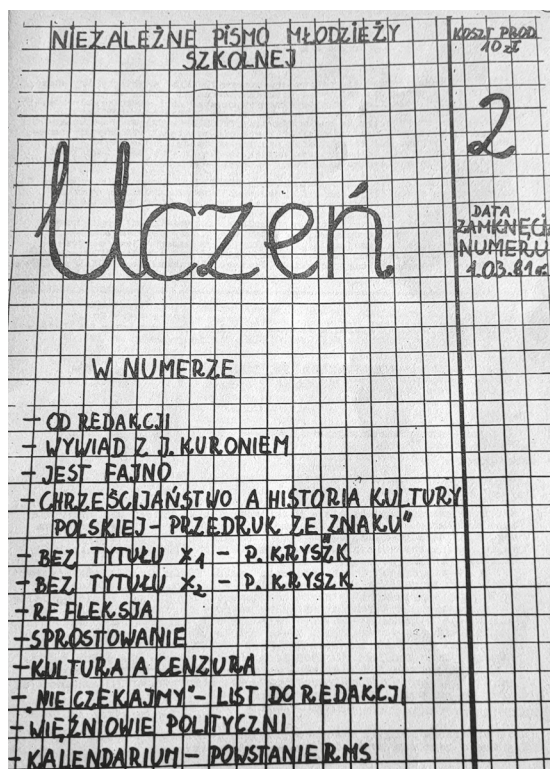 NIEZALEŻNE PISMO MŁODZIEŻY
SZKOLNEJ
KOSZT PROD
10 zł
2
Uczeń
DATA
ZAMKNĘCIA
NUMERU
1.03.81r.
W NUMERZE
- OD REDAKCJI
- WYWIAD Z J. KURONIEM
- JEST FAJNO
- CHRZEŚCIJAŃSTWO A HISTORIA KULTURY
POLSKIEJ - PRZEDRUK ZE „ZNAKU"
- BEZ TYTUŁU X1 - P. KRYSZK
- BEZ TYTUŁU X2 - P. KRYSZK
- REFLEKSJA
- SPROSTOWANIE
- KULTURA A CENZURA
- „NIE CZEKAJMY" - LIST DO REDAKCJI
- WIĘŹNIOWIE POLITYCZNI
- KALENDARIUM - POWSTANIE RMS